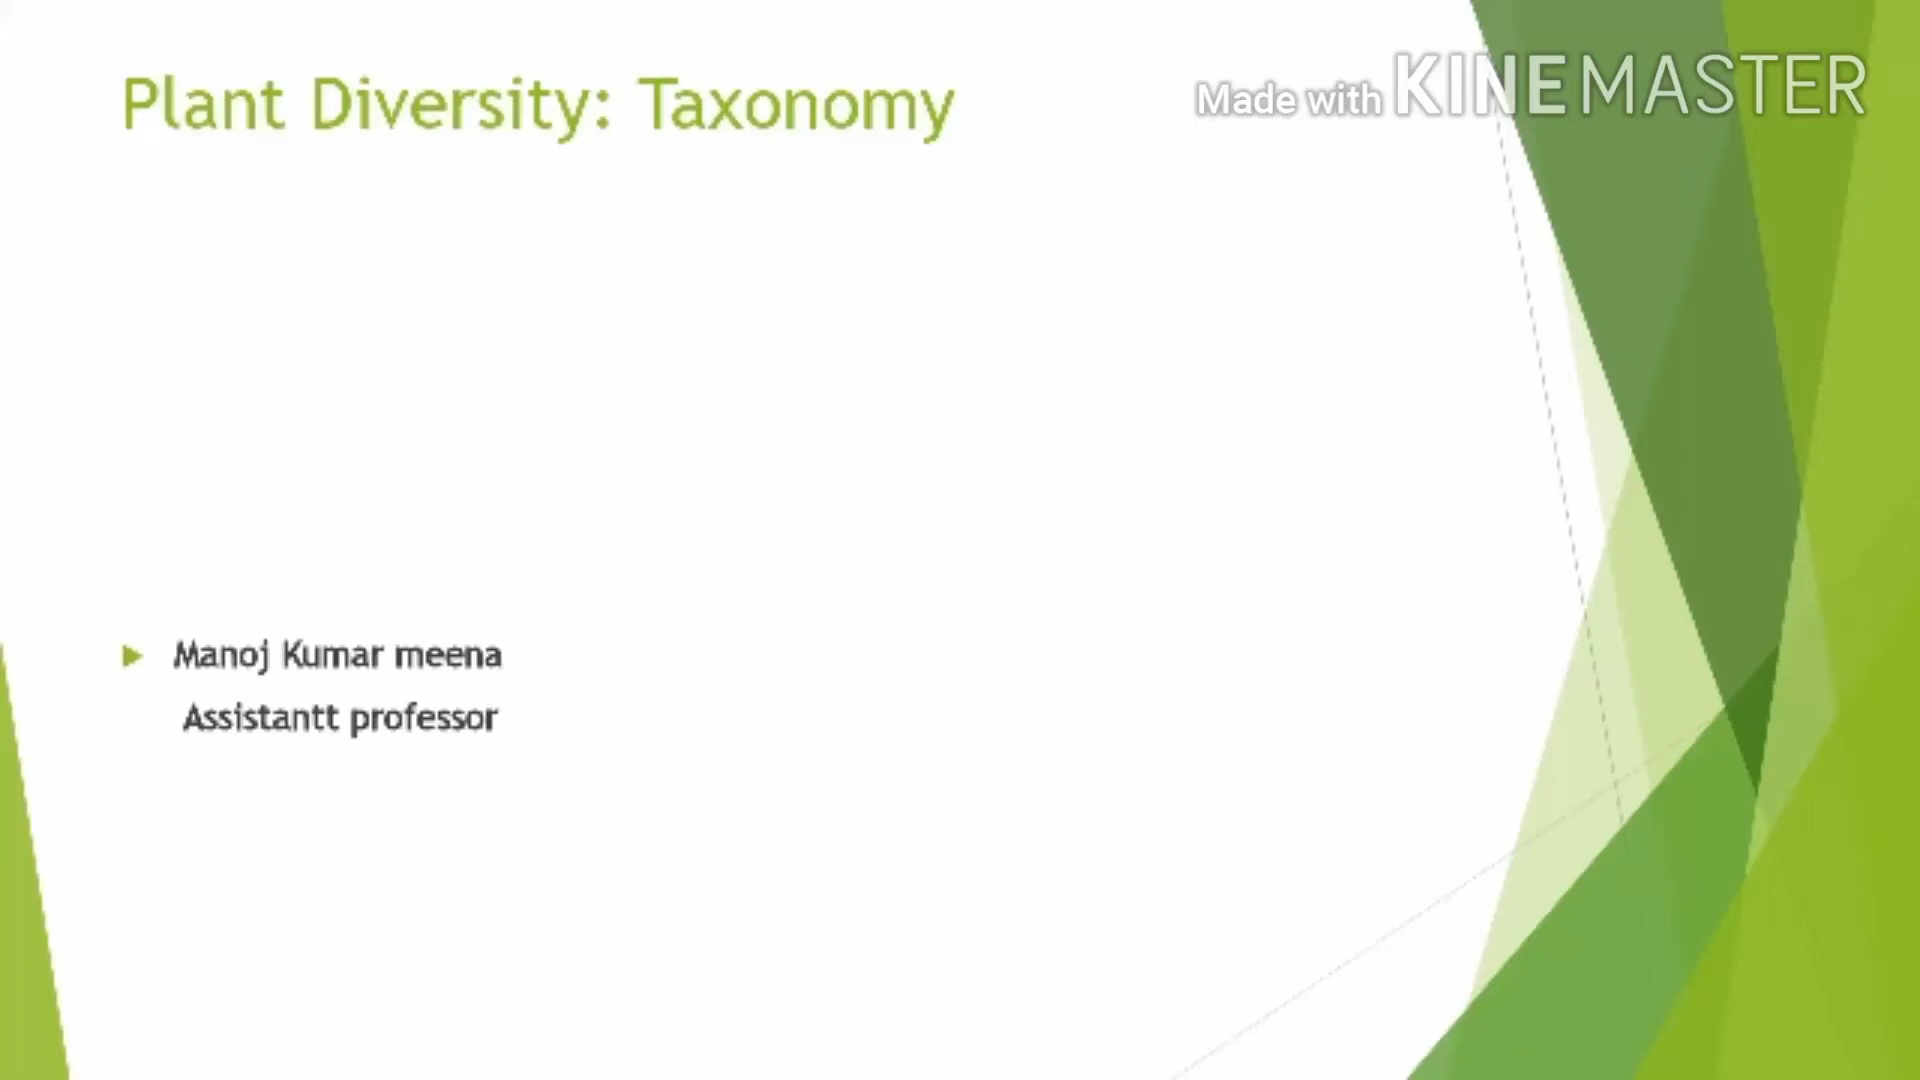 Plant Diversity: Taxonomy
Made with KINEMASTER
Manoj Kumar meena
Assistantt professor